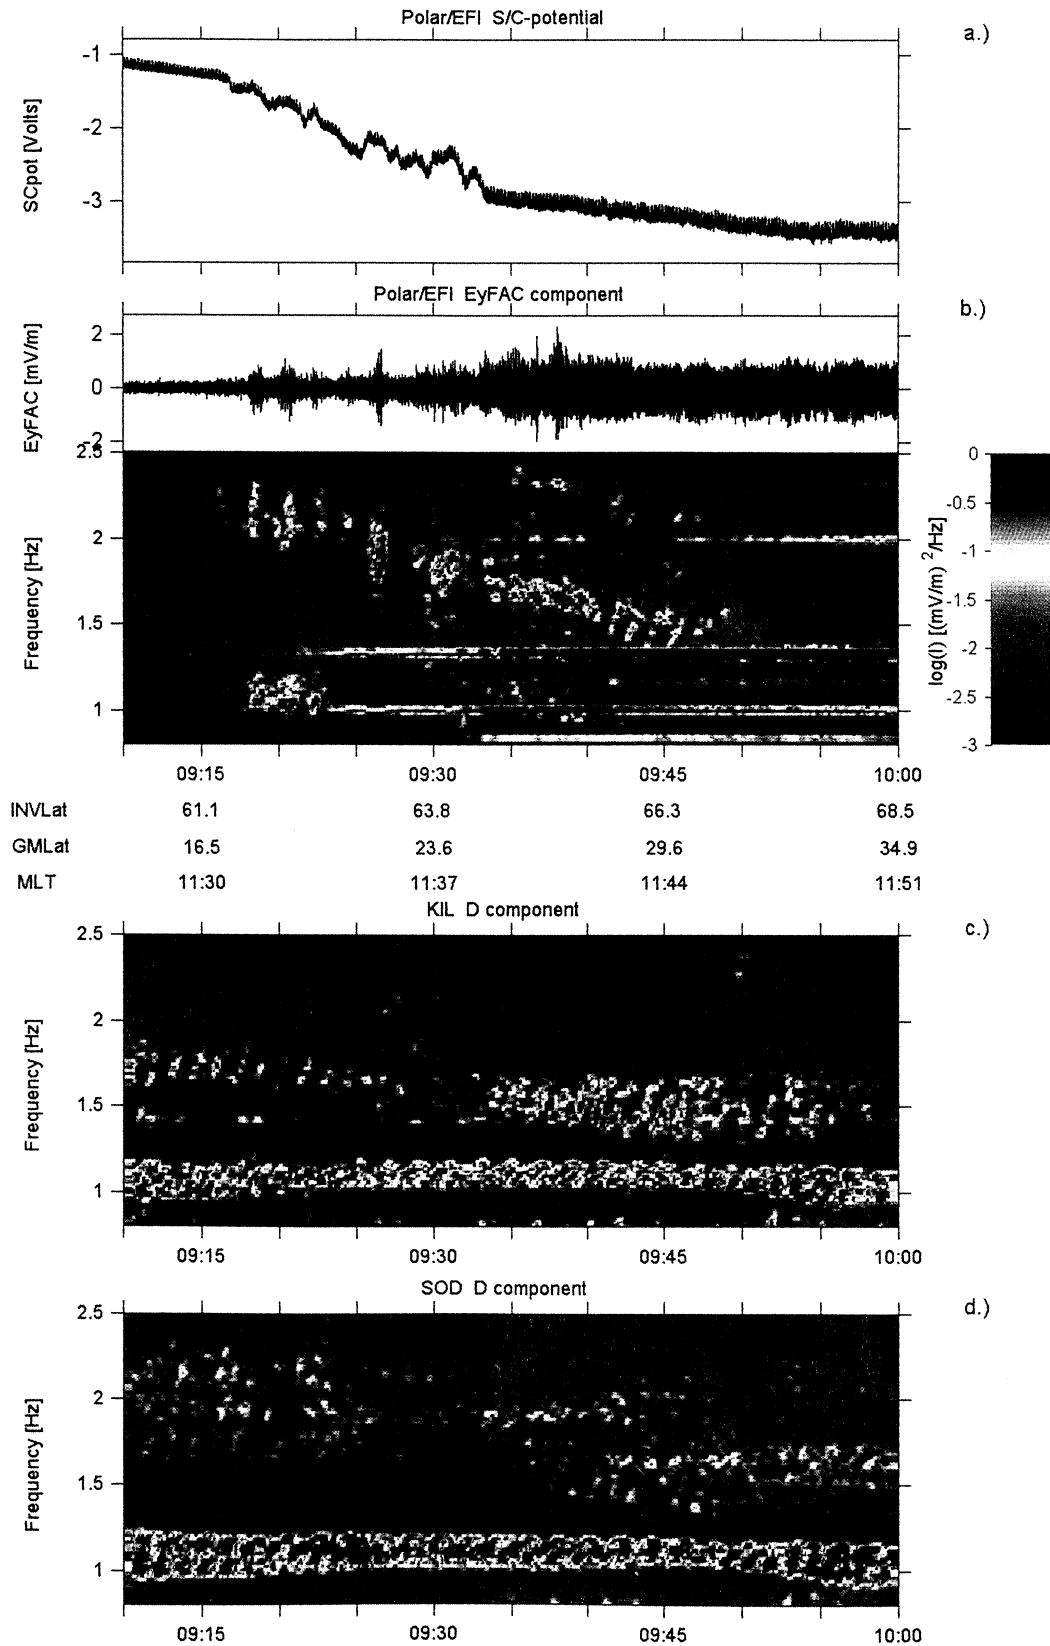 Polar/EFI S/C-potential
a.)
-1
-2
-3
SCpot [Volts]
Polar/EFI EyFAC component
b.)
2
0
-2
EyFAC [mV/m]
2.5
2
1.5
1
Frequency [Hz]
0
-0.5
-1
-1.5
-2
-2.5
-3
log(I) [(mV/m) 2/Hz]
09:15 09:30 09:45 10:00
INVLat 61.1 63.8 66.3 68.5
GMLat 16.5 23.6 29.6 34.9
MLT 11:30 11:37 11:44 11:51
KIL D component
c.)
2.5
2
1.5
1
Frequency [Hz]
09:15 09:30 09:45 10:00
SOD D component
d.)
2.5
2
1.5
1
Frequency [Hz]
09:15 09:30 09:45 10:00